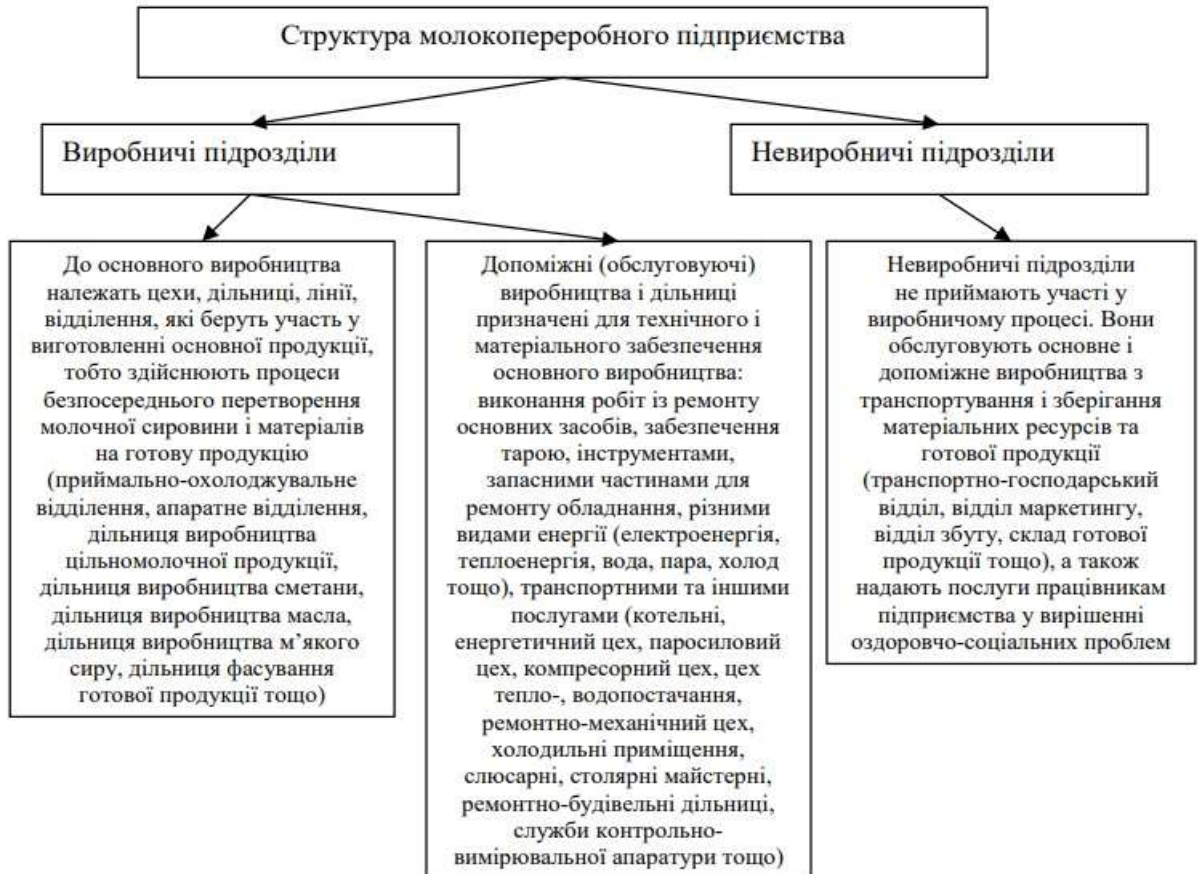 Структура молокопереробного підприємства
Виробничі підрозділи
Невиробничі підрозділи
До основного виробництва
належать цехи, дільниці, лінії,
відділення, які беруть участь у
виготовленні основної продукції,
тобто здійснюють процеси
безпосереднього перетворення
молочної сировини і матеріалів
на готову продукцію
(приймально-охолоджувальне
відділення, апаратне відділення,
дільниця виробництва
цільномолочної продукції,
дільниця виробництва сметани,
дільниця виробництва масла,
дільниця виробництва м’якого
сиру, дільниця фасування
готової продукції тощо)
Допоміжні (обслуговуючі)
виробництва і дільниці
призначені для технічного і
матеріального забезпечення
основного виробництва:
виконання робіт із ремонту
основних засобів, забезпечення
тарою, інструментами,
запасними частинами для
ремонту обладнання, різними
видами енергії (електроенергія,
теплоенергія, вода, пара, холод
тощо), транспортними та іншими
послугами (котельні,
енергетичний цех, паросиловий
цех, компресорний цех, цех
тепло-, водопостачання,
ремонтно-механічний цех,
холодильні приміщення,
слюсарні, столярні майстерні,
ремонтно-будівельні дільниці,
служби контрольно-
вимірювальної апаратури тощо)
Невиробничі підрозділи
не приймають участі у
виробничому процесі. Вони
обслуговують основне і
допоміжне виробництва з
транспортування і зберігання
матеріальних ресурсів та
готової продукції
(транспортно-господарський
відділ, відділ маркетингу,
відділ збуту, склад готової
продукції тощо), а також
надають послуги працівникам
підприємства у вирішенні
оздоровчо-соціальних проблем